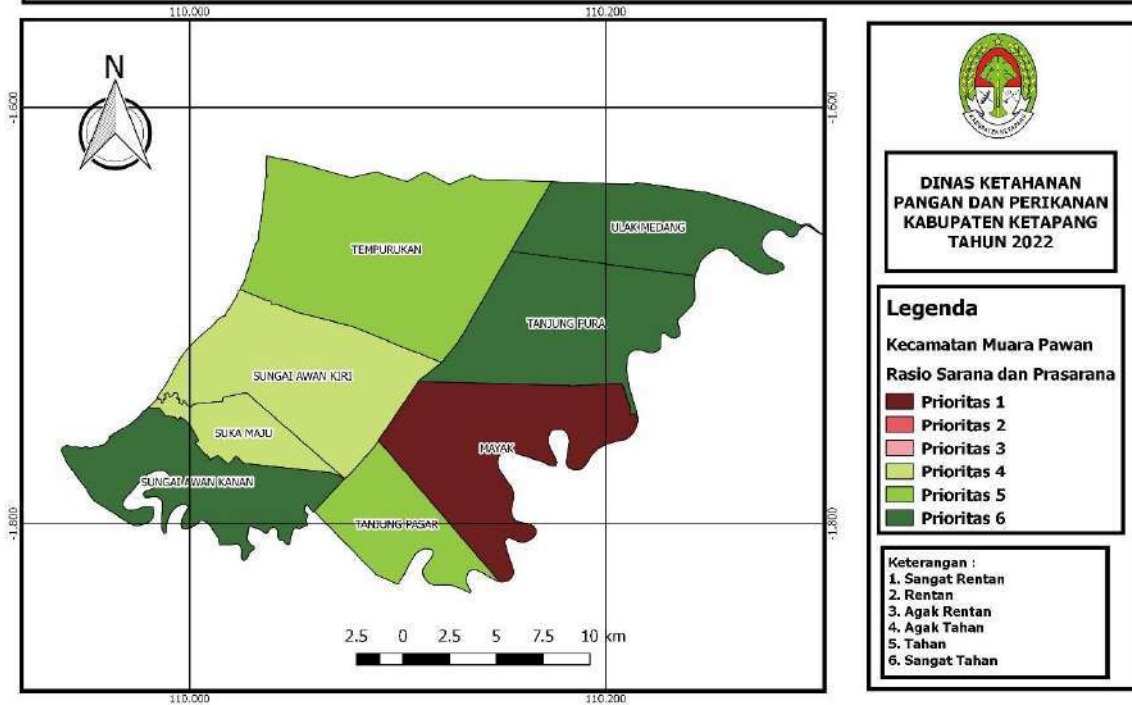 110.000
110.200
-1.600
-1.600
N
ULAK MEDANG
TEMPURUKAN
TANJUNG PURA
SUNGAI AWAN KIRI
SUKA MAJU
MAYAK
SUNGAI AWAN KANAN
TANJUNG PASAR
-1.800
-1.800
2.5 0 2.5 5 7.5 10 km
110.000
110.200
KABUPATEN KETAPANG
DINAS KETAHANAN
PANGAN DAN PERIKANAN
KABUPATEN KETAPANG
TAHUN 2022
Legenda
Kecamatan Muara Pawan
Rasio Sarana dan Prasarana
Prioritas 1
Prioritas 2
Prioritas 3
Prioritas 4
Prioritas 5
Prioritas 6
Keterangan :
1. Sangat Rentan
2. Rentan
3. Agak Rentan
4. Agak Tahan
5. Tahan
6. Sangat Tahan